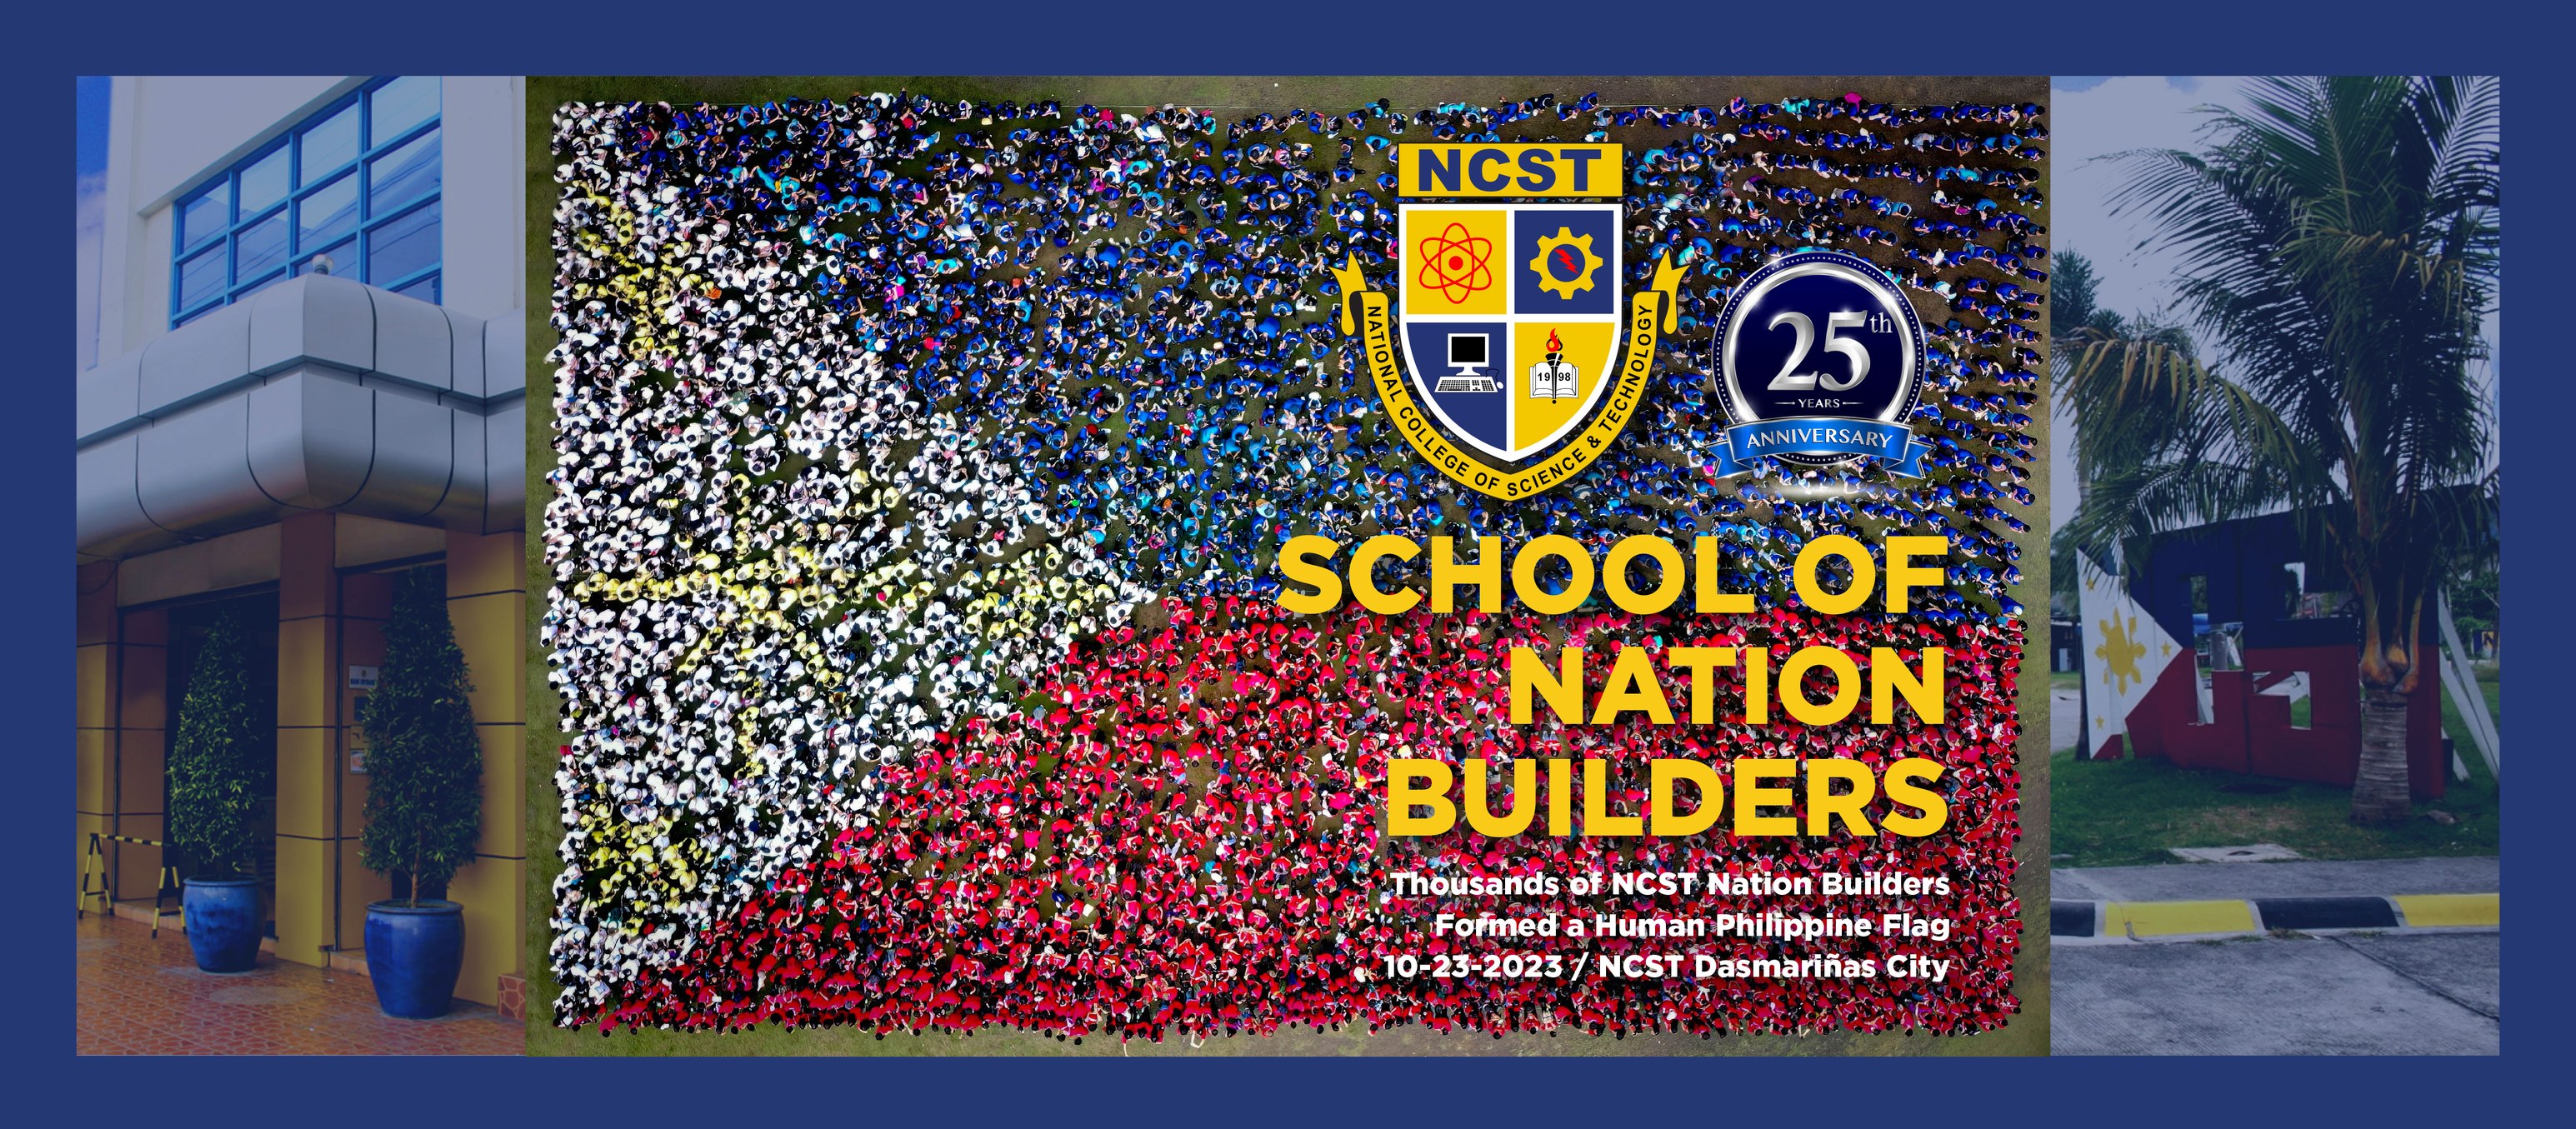 NCST
19 98
NATIONAL COLLEGE OF SCIENCE & TECHNOLOGY
25th
YEARS
ANNIVERSARY
SCHOOL OF
NATION
BUILDERS
Thousands of NCST Nation Builders
Formed a Human Philippine Flag
10-23-2023 / NCST Dasmariñas City